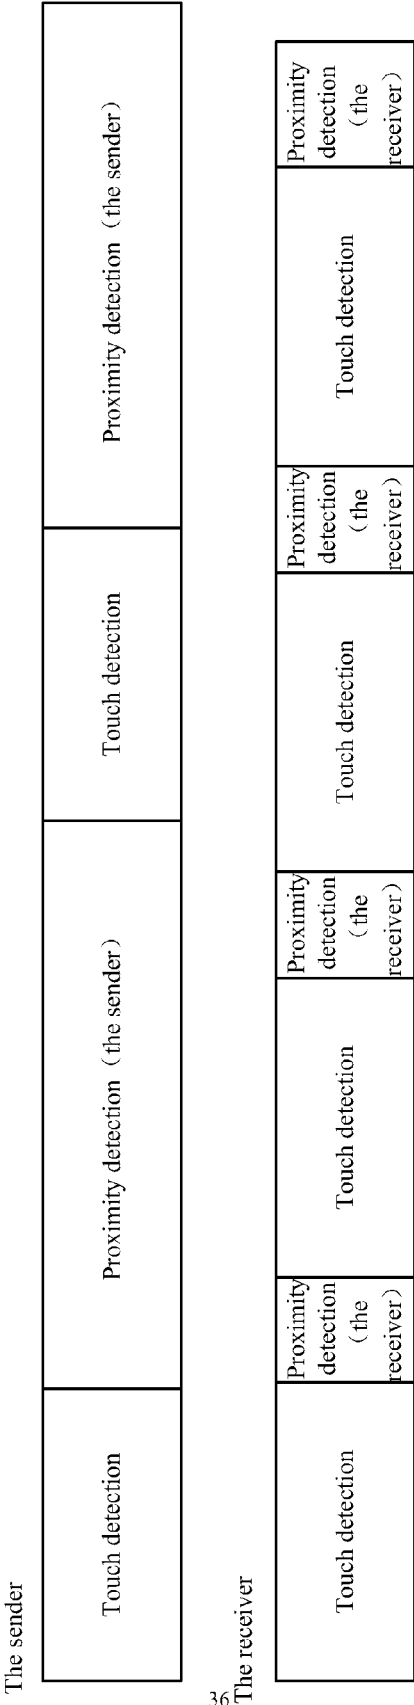 The sender
Touch detection
Proximity detection（the sender）
Touch detection
Proximity detection（the sender）
36
The receiver
Touch detection
Proximity
detection
（the
receiver）
Touch detection
Proximity
detection
（the
receiver）
Touch detection
Proximity
detection
（the
receiver）
Touch detection
Proximity
detection
（the
receiver）